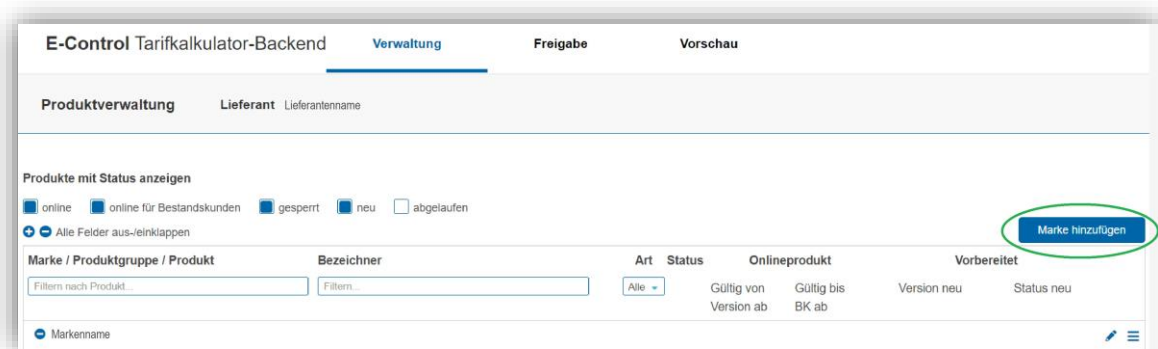 E-Control Tarifkalkulator-Backend Verwaltung Freigabe Vorschau
Produktverwaltung Lieferant Lieferantenname
Produkte mit Status anzeigen
online online für Bestandskunden gesperrt neu abgelaufen
Alle Felder aus-/einklappen
Marke hinzufügen
Marke / Produktgruppe / Produkt Bezeichner Art Status Onlineprodukt Vorbereitet
Filtern nach Produkt... Filtern... Alle Gültig von Gültig bis Version neu Status neu
Version ab BK ab
Markenname